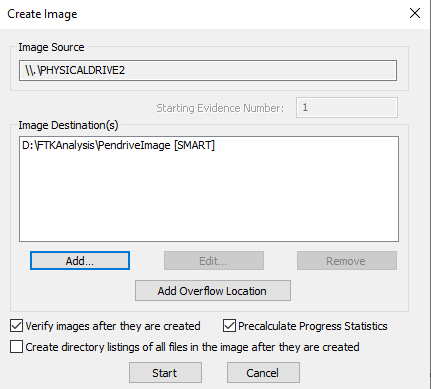 Create Image
Image Source
\\.\PHYSICALDRIVE2
Starting Evidence Number: 1
Image Destination(s)
D:\FTKAnalysis\PendriveImage [SMART]
Add... Edit... Remove
Add Overflow Location
Verify images after they are created Precalculate Progress Statistics
Create directory listings of all files in the image after they are created
Start Cancel